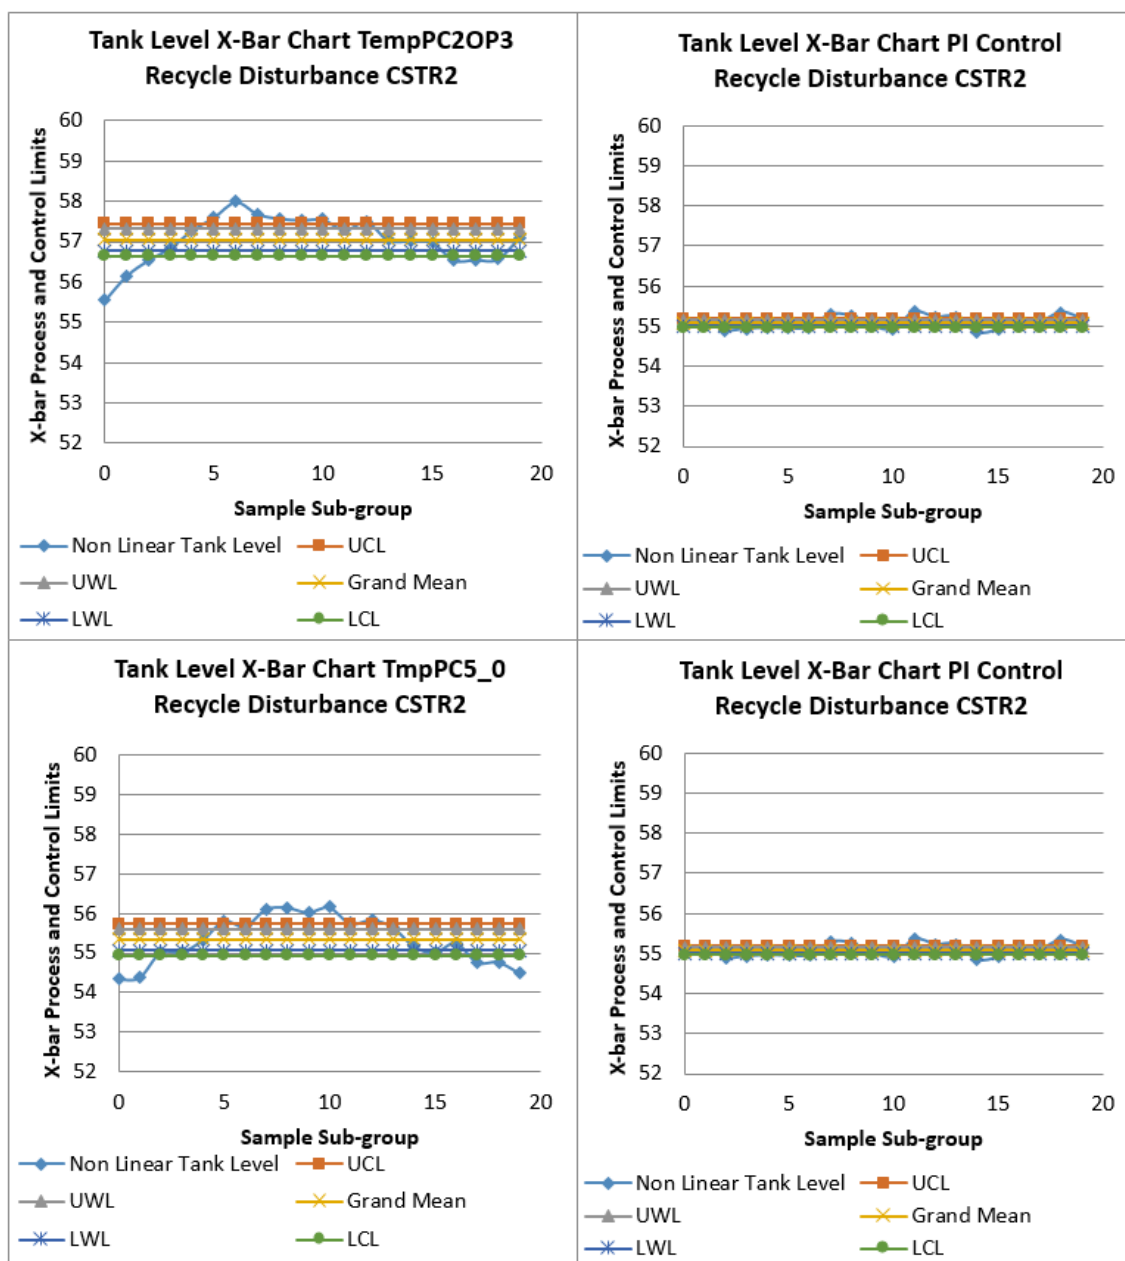 Tank Level X-Bar Chart TempPC2OP3
Recycle Disturbance CSTR2
X-bar Process and Control Limits
60
59
58
57
56
55
54
53
52
0 5 10 15 20
Sample Sub-group
Non Linear Tank Level UCL
UWL Grand Mean
LWL LCL
Tank Level X-Bar Chart PI Control
Recycle Disturbance CSTR2
X-bar Process and Control Limits
60
59
58
57
56
55
54
53
52
0 5 10 15 20
Sample Sub-group
Non Linear Tank Level UCL
UWL Grand Mean
LWL LCL
Tank Level X-Bar Chart TmpPC5_0
Recycle Disturbance CSTR2
X-bar Process and Control Limits
60
59
58
57
56
55
54
53
52
0 5 10 15 20
Sample Sub-group
Non Linear Tank Level UCL
UWL Grand Mean
LWL LCL
Tank Level X-Bar Chart PI Control
Recycle Disturbance CSTR2
X-bar Process and Control Limits
60
59
58
57
56
55
54
53
52
0 5 10 15 20
Sample Sub-group
Non Linear Tank Level UCL
UWL Grand Mean
LWL LCL